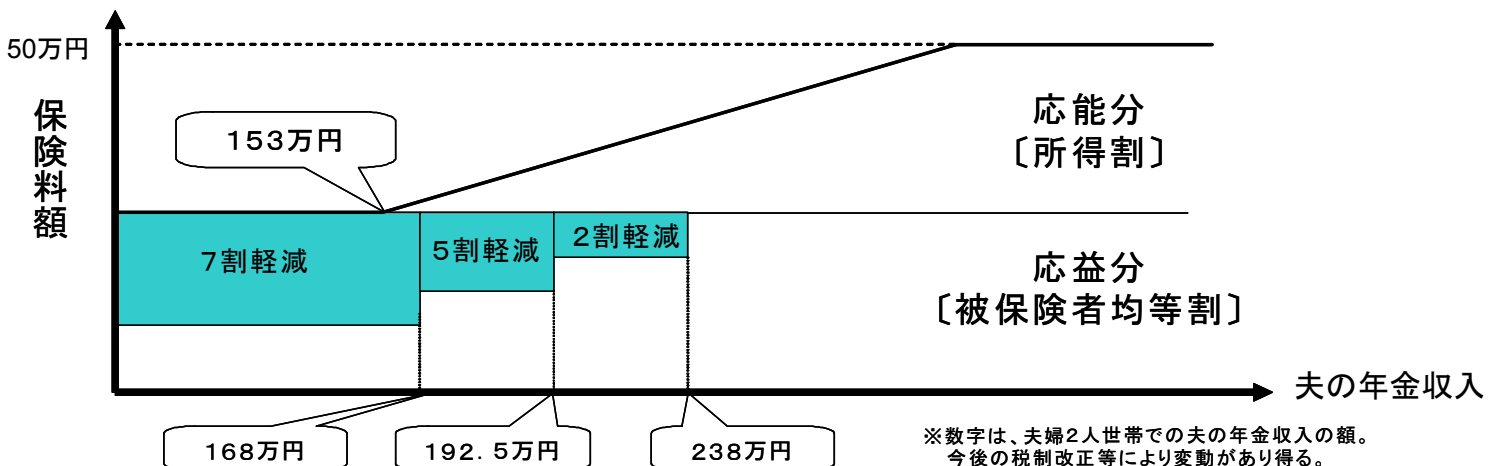 50万円
保険料額
153万円
応能分
〔所得割〕
7割軽減
5割軽減
2割軽減
応益分
〔被保険者均等割〕
夫の年金収入
168万円
192.5万円
238万円
※数字は、夫婦2人世帯での夫の年金収入の額。
今後の税制改正等により変動があり得る。